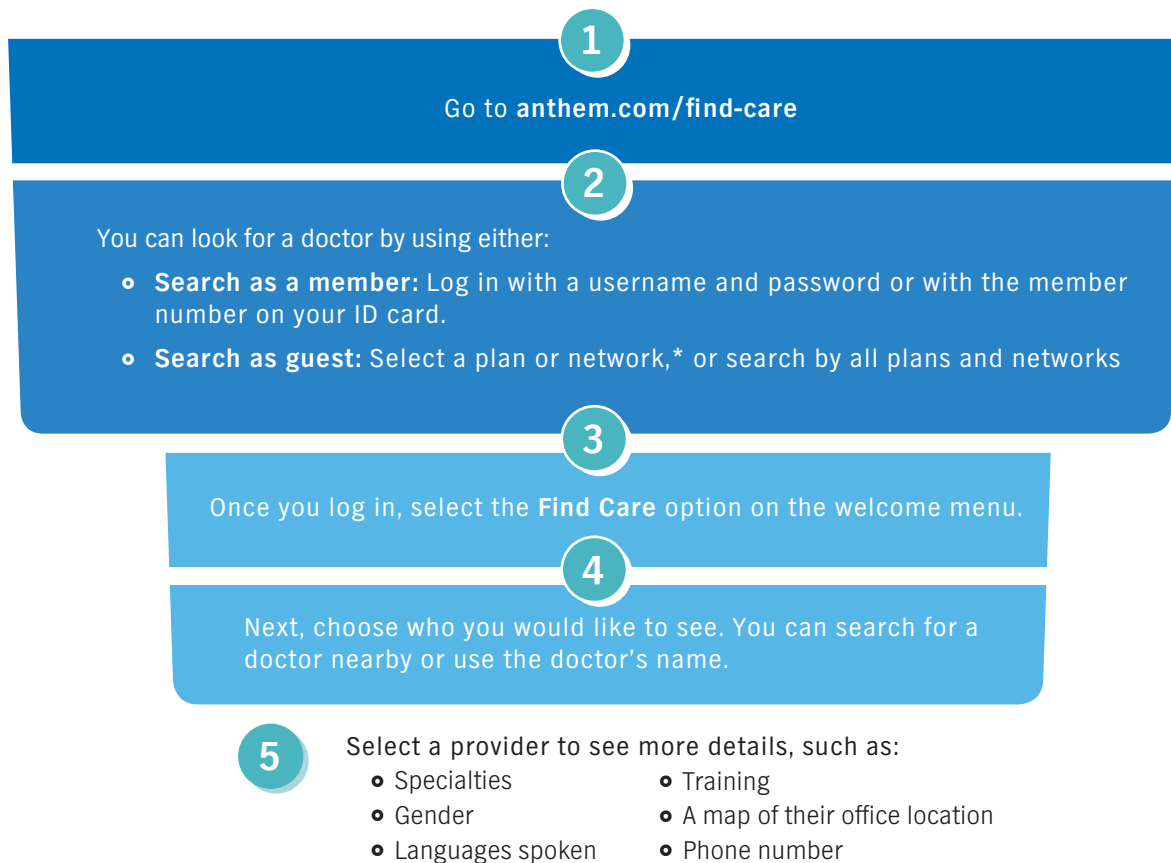 1
Go to anthem.com/find-care
2
You can look for a doctor by using either:
Search as a member: Log in with a username and password or with the member
number on your ID card.
Search as guest: Select a plan or network,* or search by all plans and networks
3
Once you log in, select the Find Care option on the welcome menu.
4
Next, choose who you would like to see. You can search for a
doctor nearby or use the doctor’s name.
5
Select a provider to see more details, such as:
Specialties
Gender
Languages spoken
Training
A map of their office location
Phone number